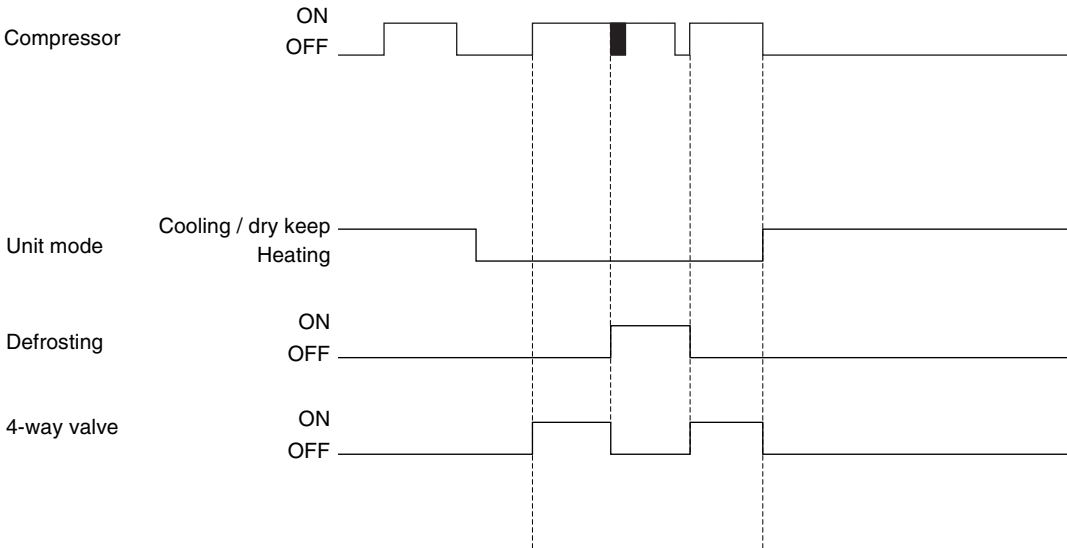 Compressor
ON
OFF
Unit mode
Cooling / dry keep
Heating
Defrosting
ON
OFF
4-way valve
ON
OFF